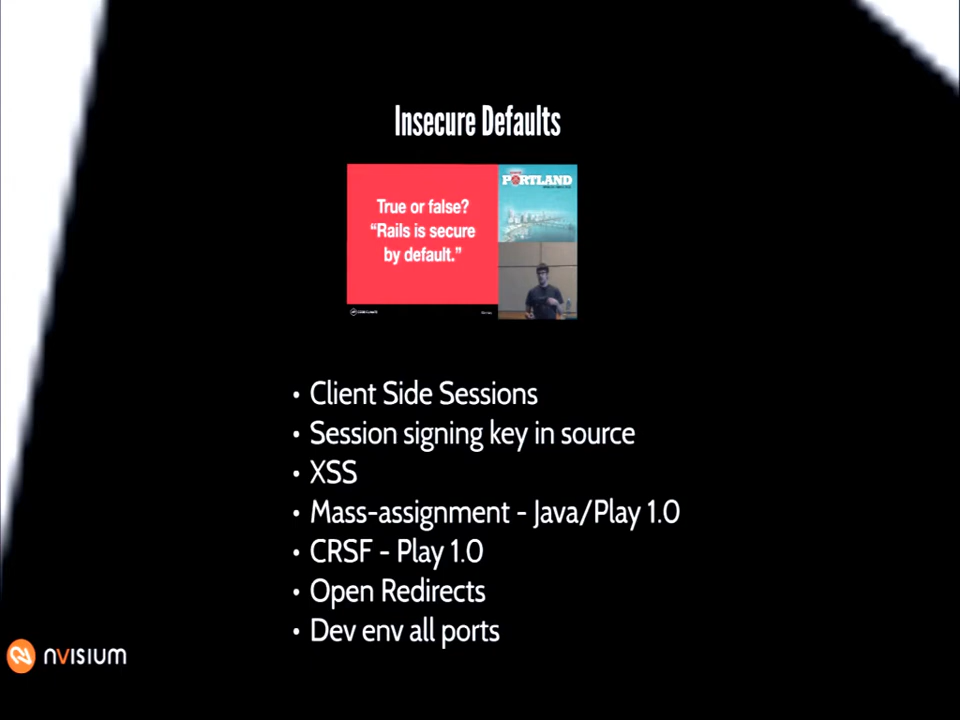 Insecure Defaults
True or false?
“Rails is secure
by default.”
PORTLAND
• Client Side Sessions
• Session signing key in source
• XSS
• Mass-assignment - Java/Play 1.0
• CRSF - Play 1.0
• Open Redirects
• Dev env all ports
nVISIUM